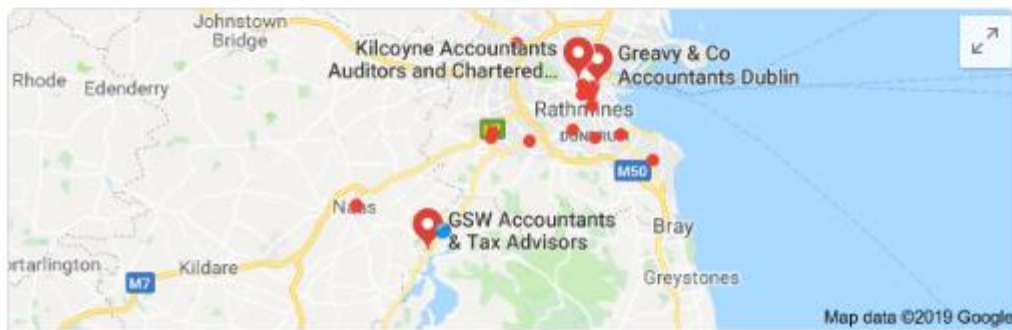 Johnstown
Bridge
Kilcoyne Accountants
Auditors and Chartered...
Greavy & Co
Accountants Dublin
Rhode
Edenderry
Rathmines
M50
Naas
GSW Accountants
& Tax Advisors
Bray
ortarlington
Kildare
M7
Greystones
Map data ©2019 Google